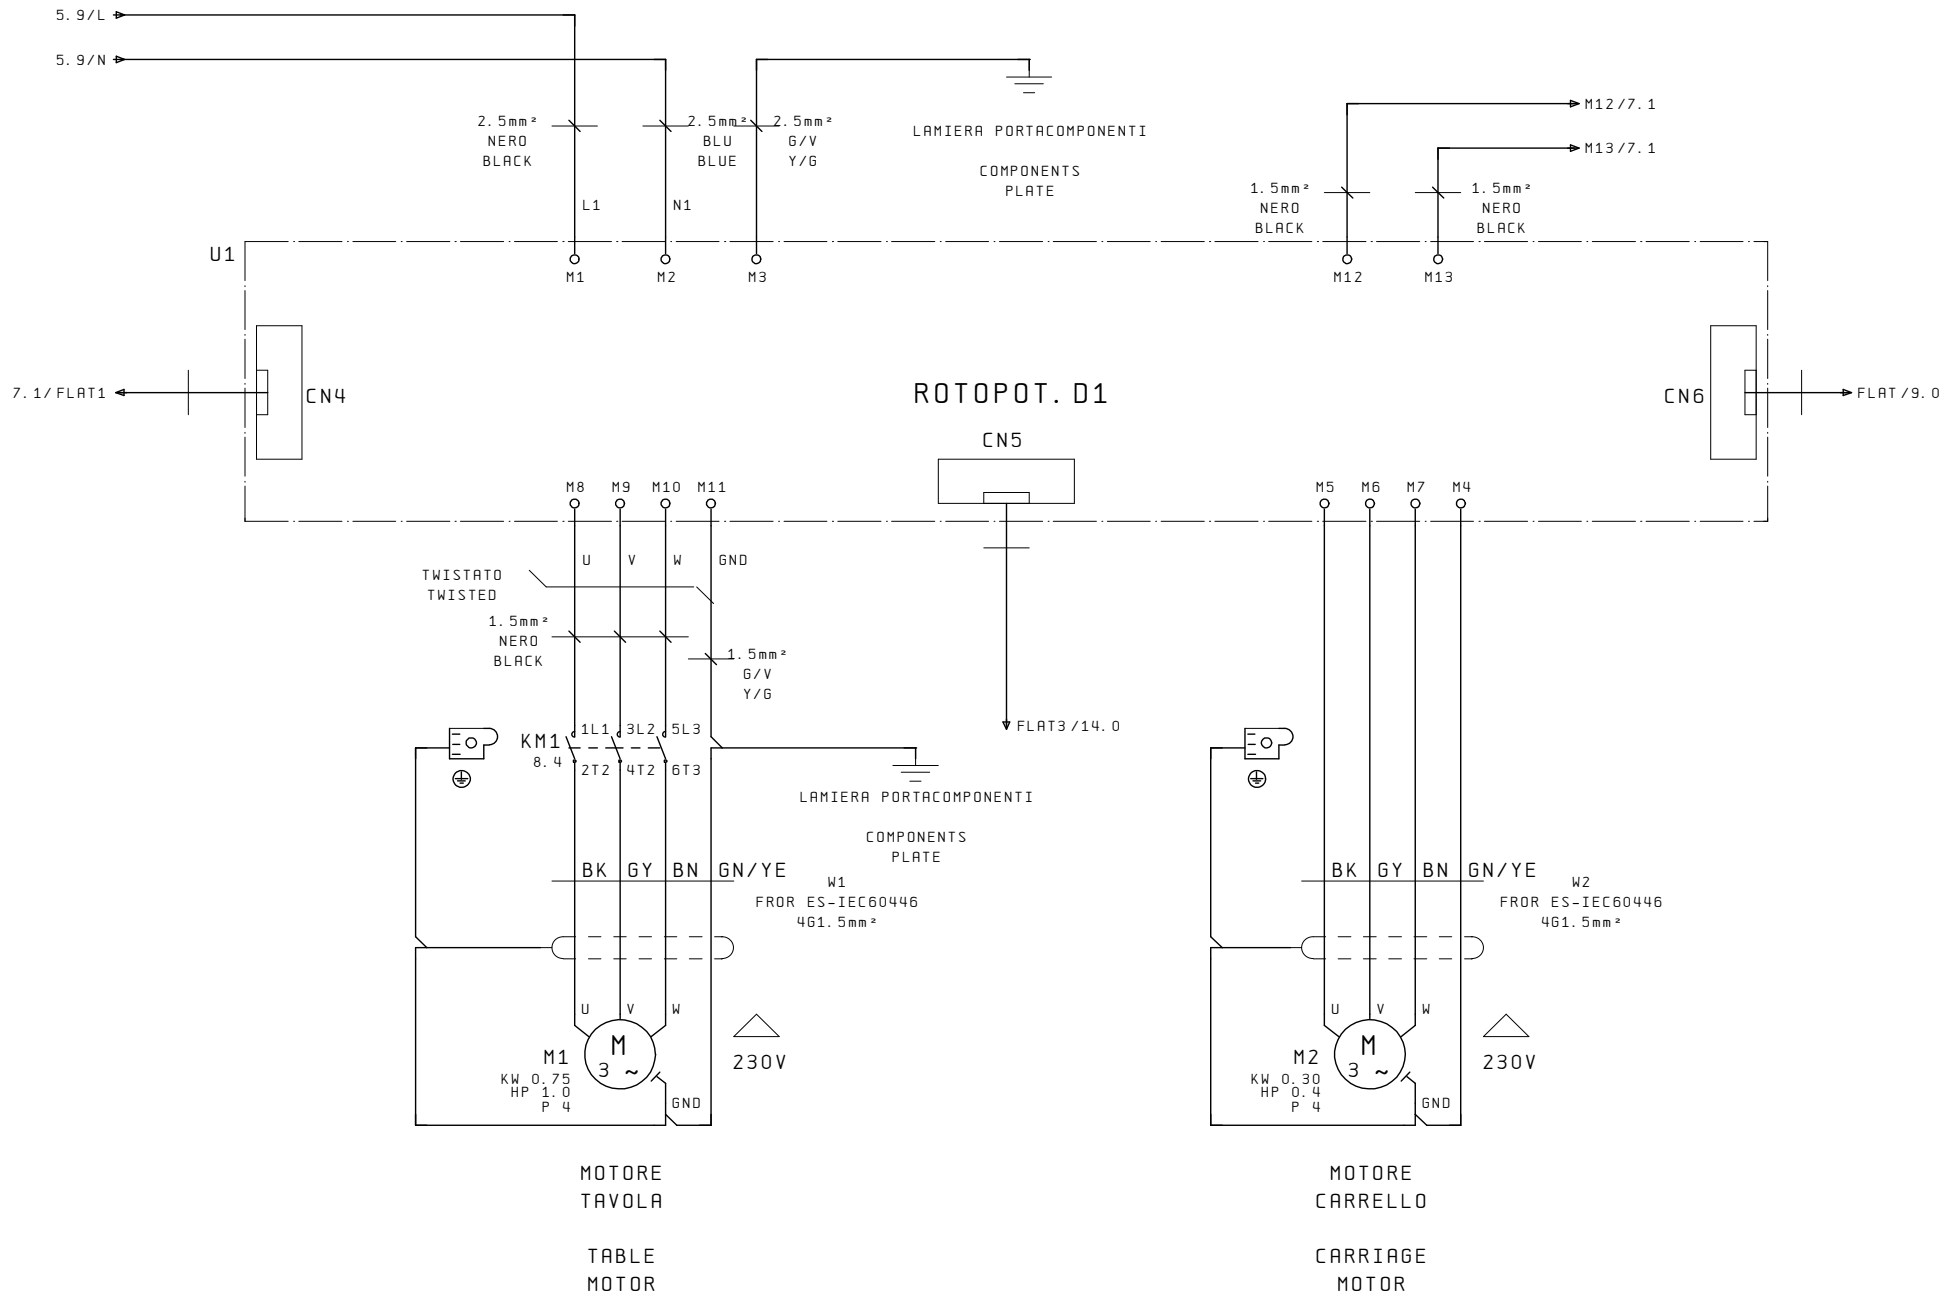 5.9/L
5.9/N
2.5mm²
NERO
BLACK
2.5mm²
BLU
BLUE
2.5mm²
G/V
Y/G
LAMIERA PORTACOMPONENTI
COMPONENTS
PLATE
M12/7.1
M13/7.1
1.5mm²
NERO
BLACK
1.5mm²
NERO
BLACK
L1
N1
U1
M1
M2
M3
M12
M13
7.1/FLAT1
CN4
ROTOPOT.D1
CN5
CN6
FLAT/9.0
M8
M9
M10
M11
M5
M6
M7
M4
U
V
W
GND
TWISTATO
TWISTED
1.5mm²
NERO
BLACK
1.5mm²
G/V
Y/G
FLAT3/14.0
KM1
8.4
1L1
3L2
5L3
2T2
4T2
6T3
LAMIERA PORTACOMPONENTI
COMPONENTS
PLATE
BK
GY
BN
GN/YE
W1
FROR ES-IEC60446
4G1.5mm²
BK
GY
BN
GN/YE
W2
FROR ES-IEC60446
4G1.5mm²
U
V
W
M
3 ~
M1
KW 0.75
HP 1.0
P 4
GND
230V
U
V
W
M
3 ~
M2
KW 0.30
HP 0.4
P 4
GND
230V
MOTORE
TAVOLA
TABLE
MOTOR
MOTORE
CARRELLO
CARRIAGE
MOTOR